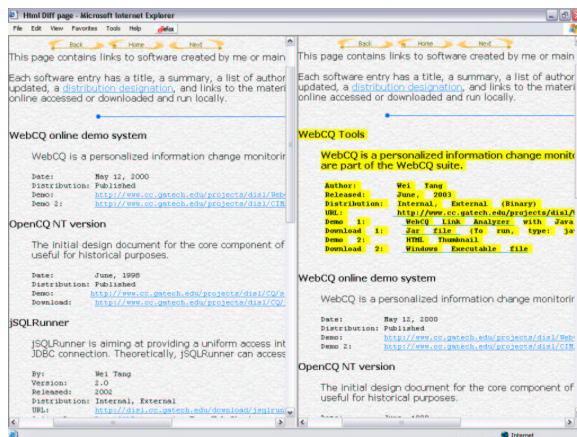 Html Diff page - Microsoft Internet Explorer
File Edit View Favorites Tools Help
Back Home Next
This page contains links to software created by me or main
Each software entry has a title, a summary, a list of author
updated, a distribution designation, and links to the materi
online accessed or downloaded and run locally.
WebCQ online demo system
WebCQ is a personalized information change monitorin
Date: May 12, 2000
Distribution: Published
Demo: http://www.cc.gatech.edu/projects/disl/Web
Demo 2: http://www.cc.gatech.edu/projects/disl/CIM
OpenCQ NT version
The initial design document for the core component of
useful for historical purposes.
Date: June, 1998
Distribution: Published
Demo: http://www.cc.gatech.edu/projects/disl/CQ/
Download: http://www.cc.gatech.edu/projects/disl/CQ/
jSQLRunner
jSQLRunner is aiming at providing a uniform access int
JDBC connection. Theoretically, jSQLRunner can access
By: Wei Tang
Version: 2.0
Released: 2002
Distribution: Internal, External
URL: http://disl.cc.gatech.edu/download/jsqlrun
Back Home Next
This page contains links to software created by me or main
Each software entry has a title, a summary, a list of author
updated, a distribution designation, and links to the materi
online accessed or downloaded and run locally.
WebCQ Tools
WebCQ is a personalized information change monito
are part of the WebCQ suite.
Author: Wei Tang
Released: June, 2003
Distribution: Internal, External (Binary)
URL: http://www.cc.gatech.edu/projects/disl/
Demo 1: WebCQ Link Analyzer with Java
Download 1: Jar file (To run, type: jav
Demo 2: HTML Thumbnail
Download 2: Windows Executable file
WebCQ online demo system
WebCQ is a personalized information change monitorin
Date: May 12, 2000
Distribution: Published
Demo: http://www.cc.gatech.edu/projects/disl/Web
Demo 2: http://www.cc.gatech.edu/projects/disl/CIM
OpenCQ NT version
The initial design document for the core component of
useful for historical purposes.
Internet